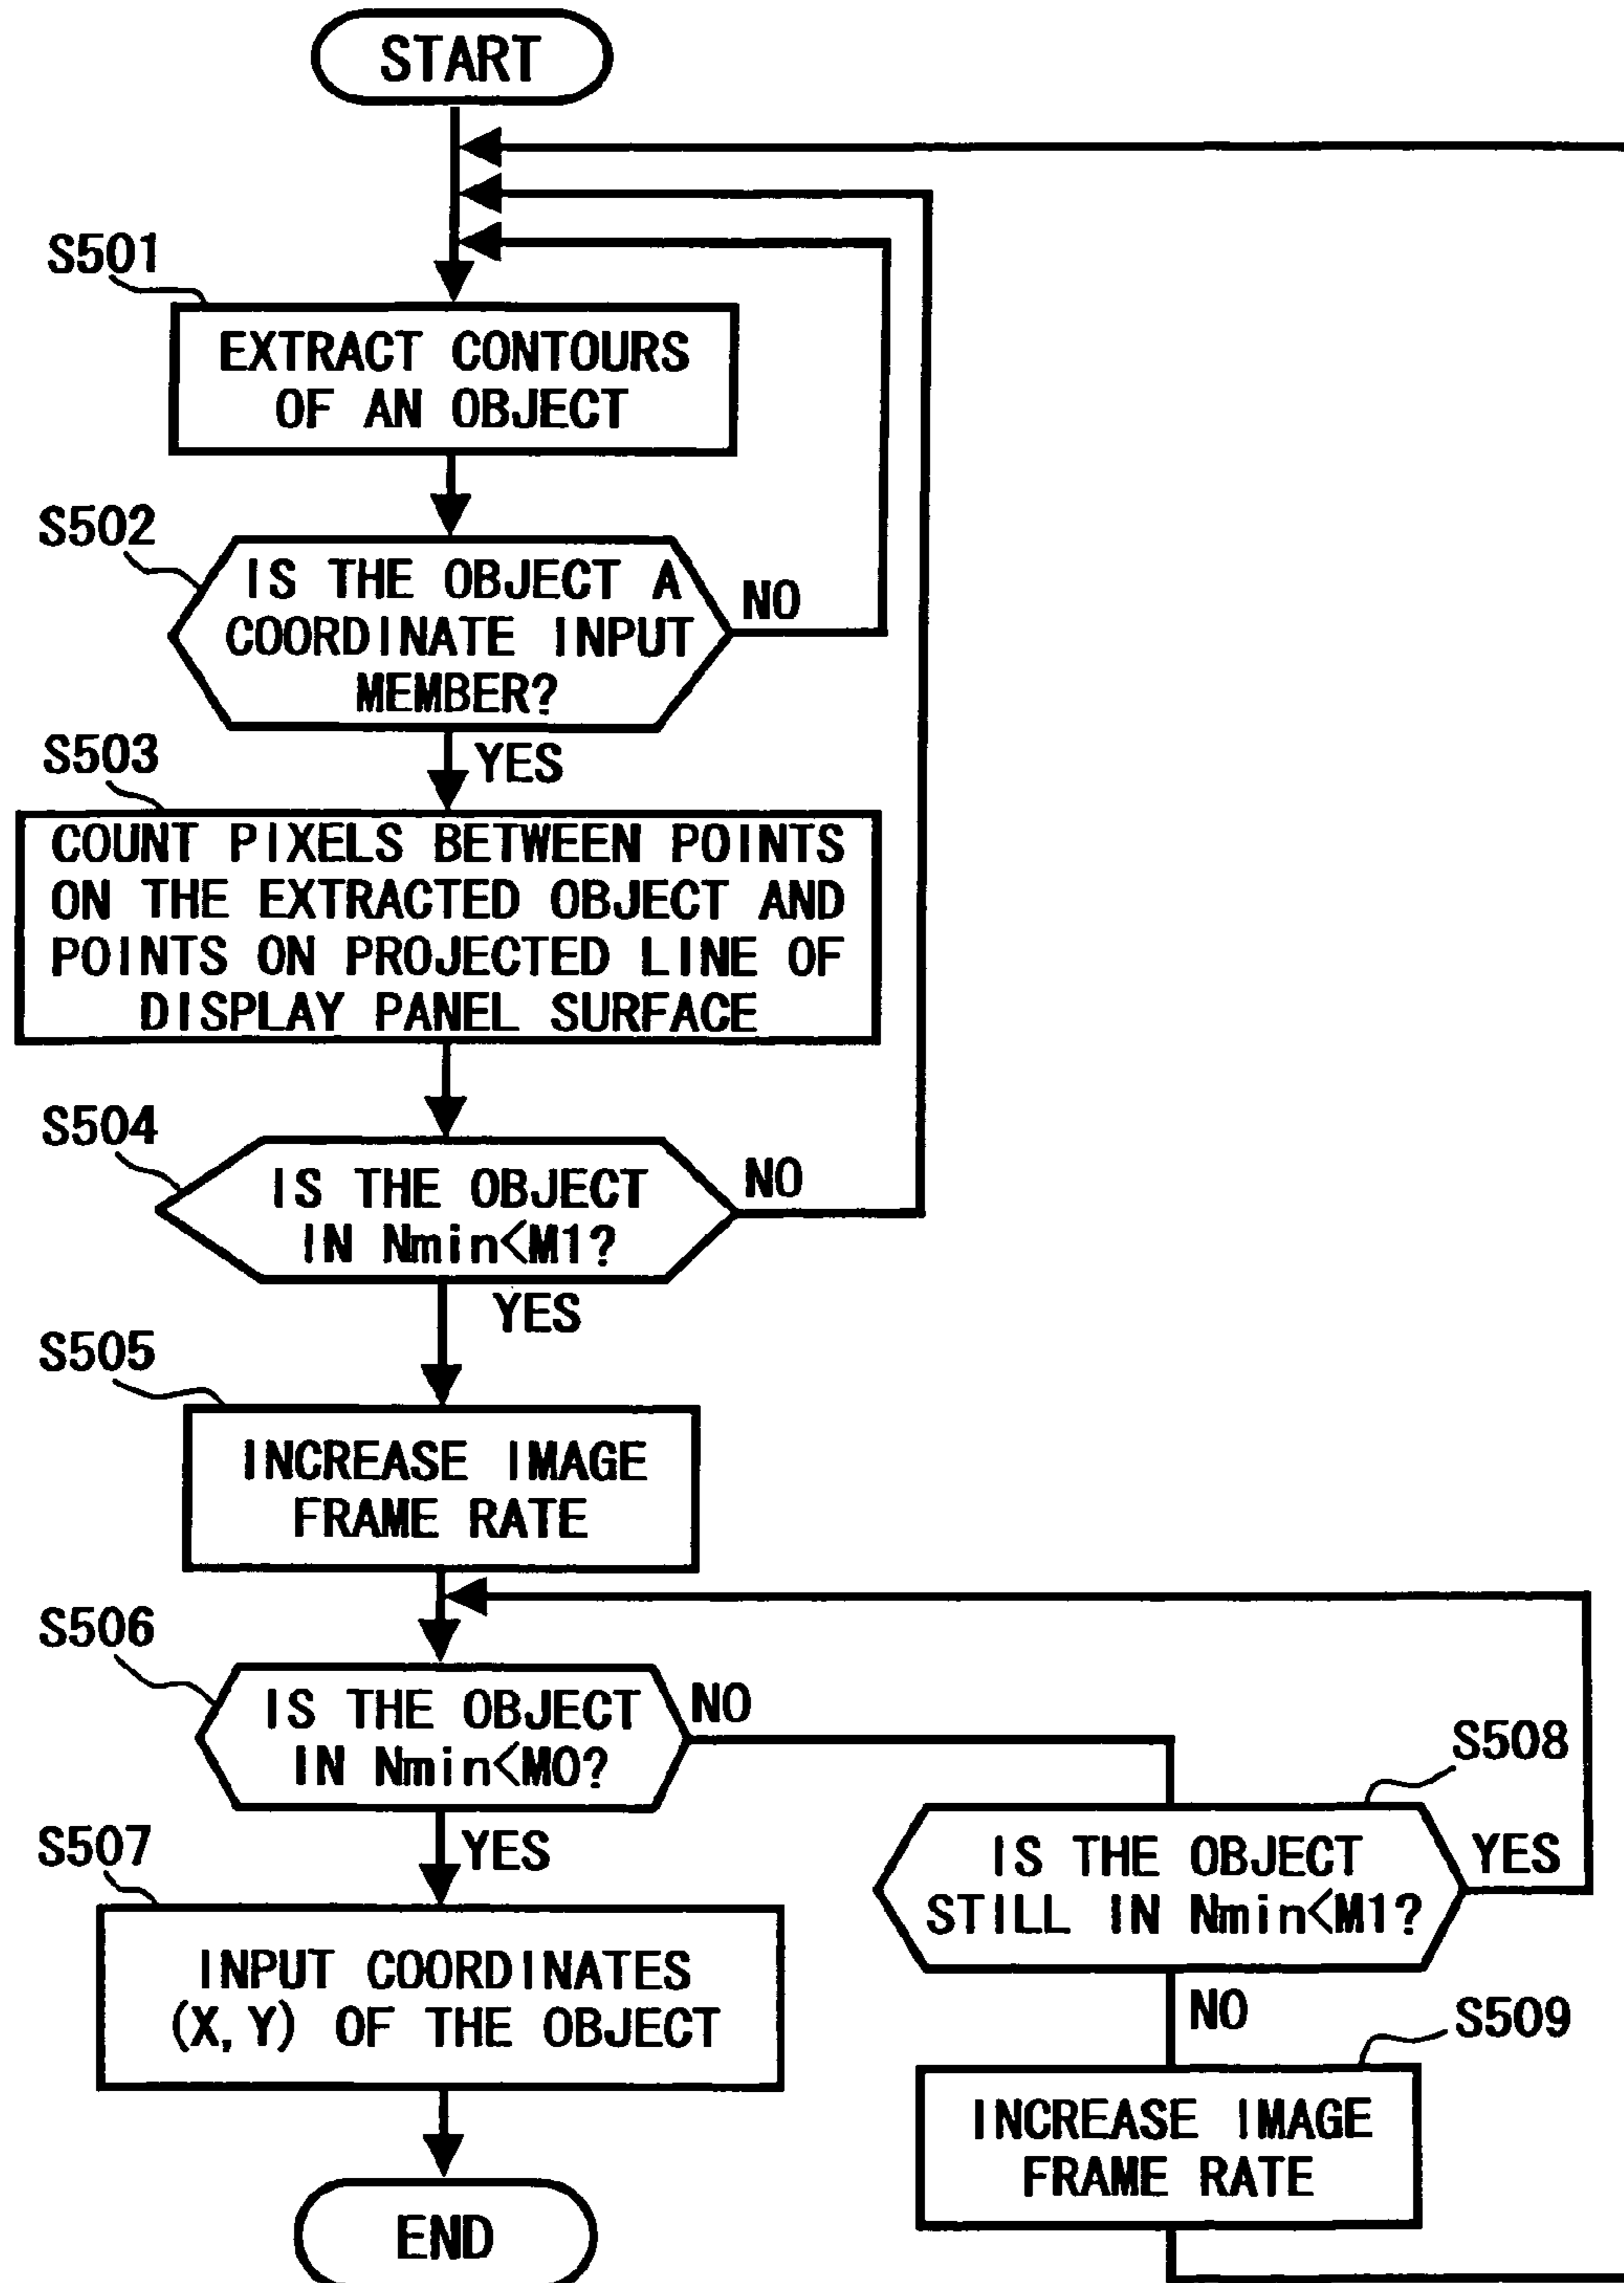 START
S501
EXTRACT CONTOURS
OF AN OBJECT
S502
IS THE OBJECT A
COORDINATE INPUT
MEMBER?
NO
YES
S503
COUNT PIXELS BETWEEN POINTS
ON THE EXTRACTED OBJECT AND
POINTS ON PROJECTED LINE OF
DISPLAY PANEL SURFACE
S504
IS THE OBJECT
IN Nmin<M1?
NO
YES
S505
INCREASE IMAGE
FRAME RATE
S506
IS THE OBJECT
IN Nmin<M0?
NO
YES
S507
INPUT COORDINATES
(X,Y) OF THE OBJECT
END
S508
IS THE OBJECT
STILL IN Nmin<M1?
YES
NO
S509
INCREASE IMAGE
FRAME RATE